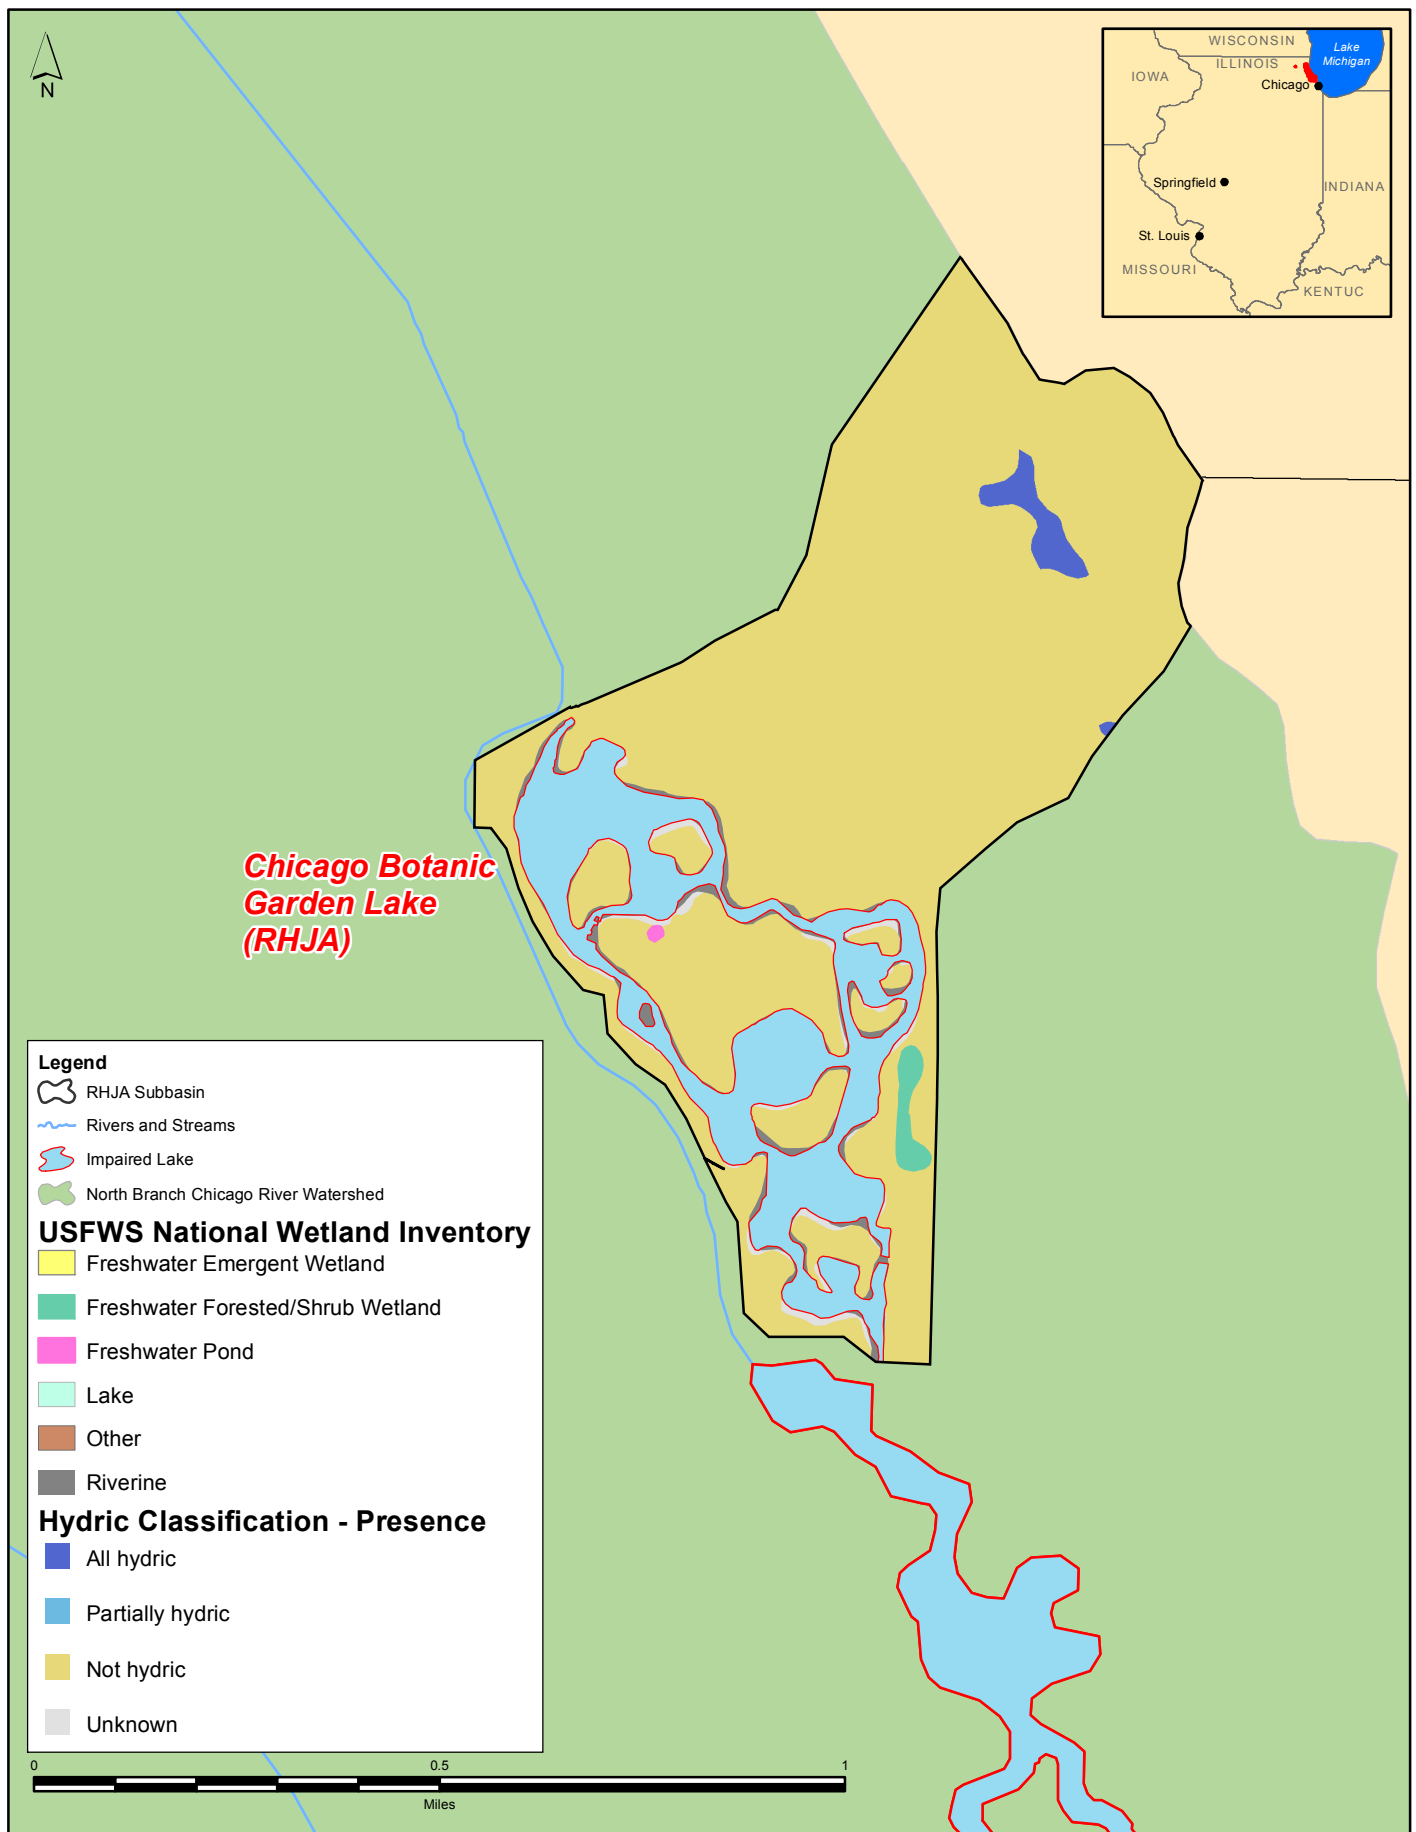 N
WISCONSIN
Lake
Michigan
ILLINOIS
IOWA
Chicago
Springfield
INDIANA
St. Louis
MISSOURI
KENTUC
Chicago Botanic
Garden Lake
(RHJA)
Legend
RHJA Subbasin
Rivers and Streams
Impaired Lake
North Branch Chicago River Watershed
USFWS National Wetland Inventory
Freshwater Emergent Wetland
Freshwater Forested/Shrub Wetland
Freshwater Pond
Lake
Other
Riverine
Hydric Classification - Presence
All hydric
Partially hydric
Not hydric
Unknown
0 0.5 1
Miles